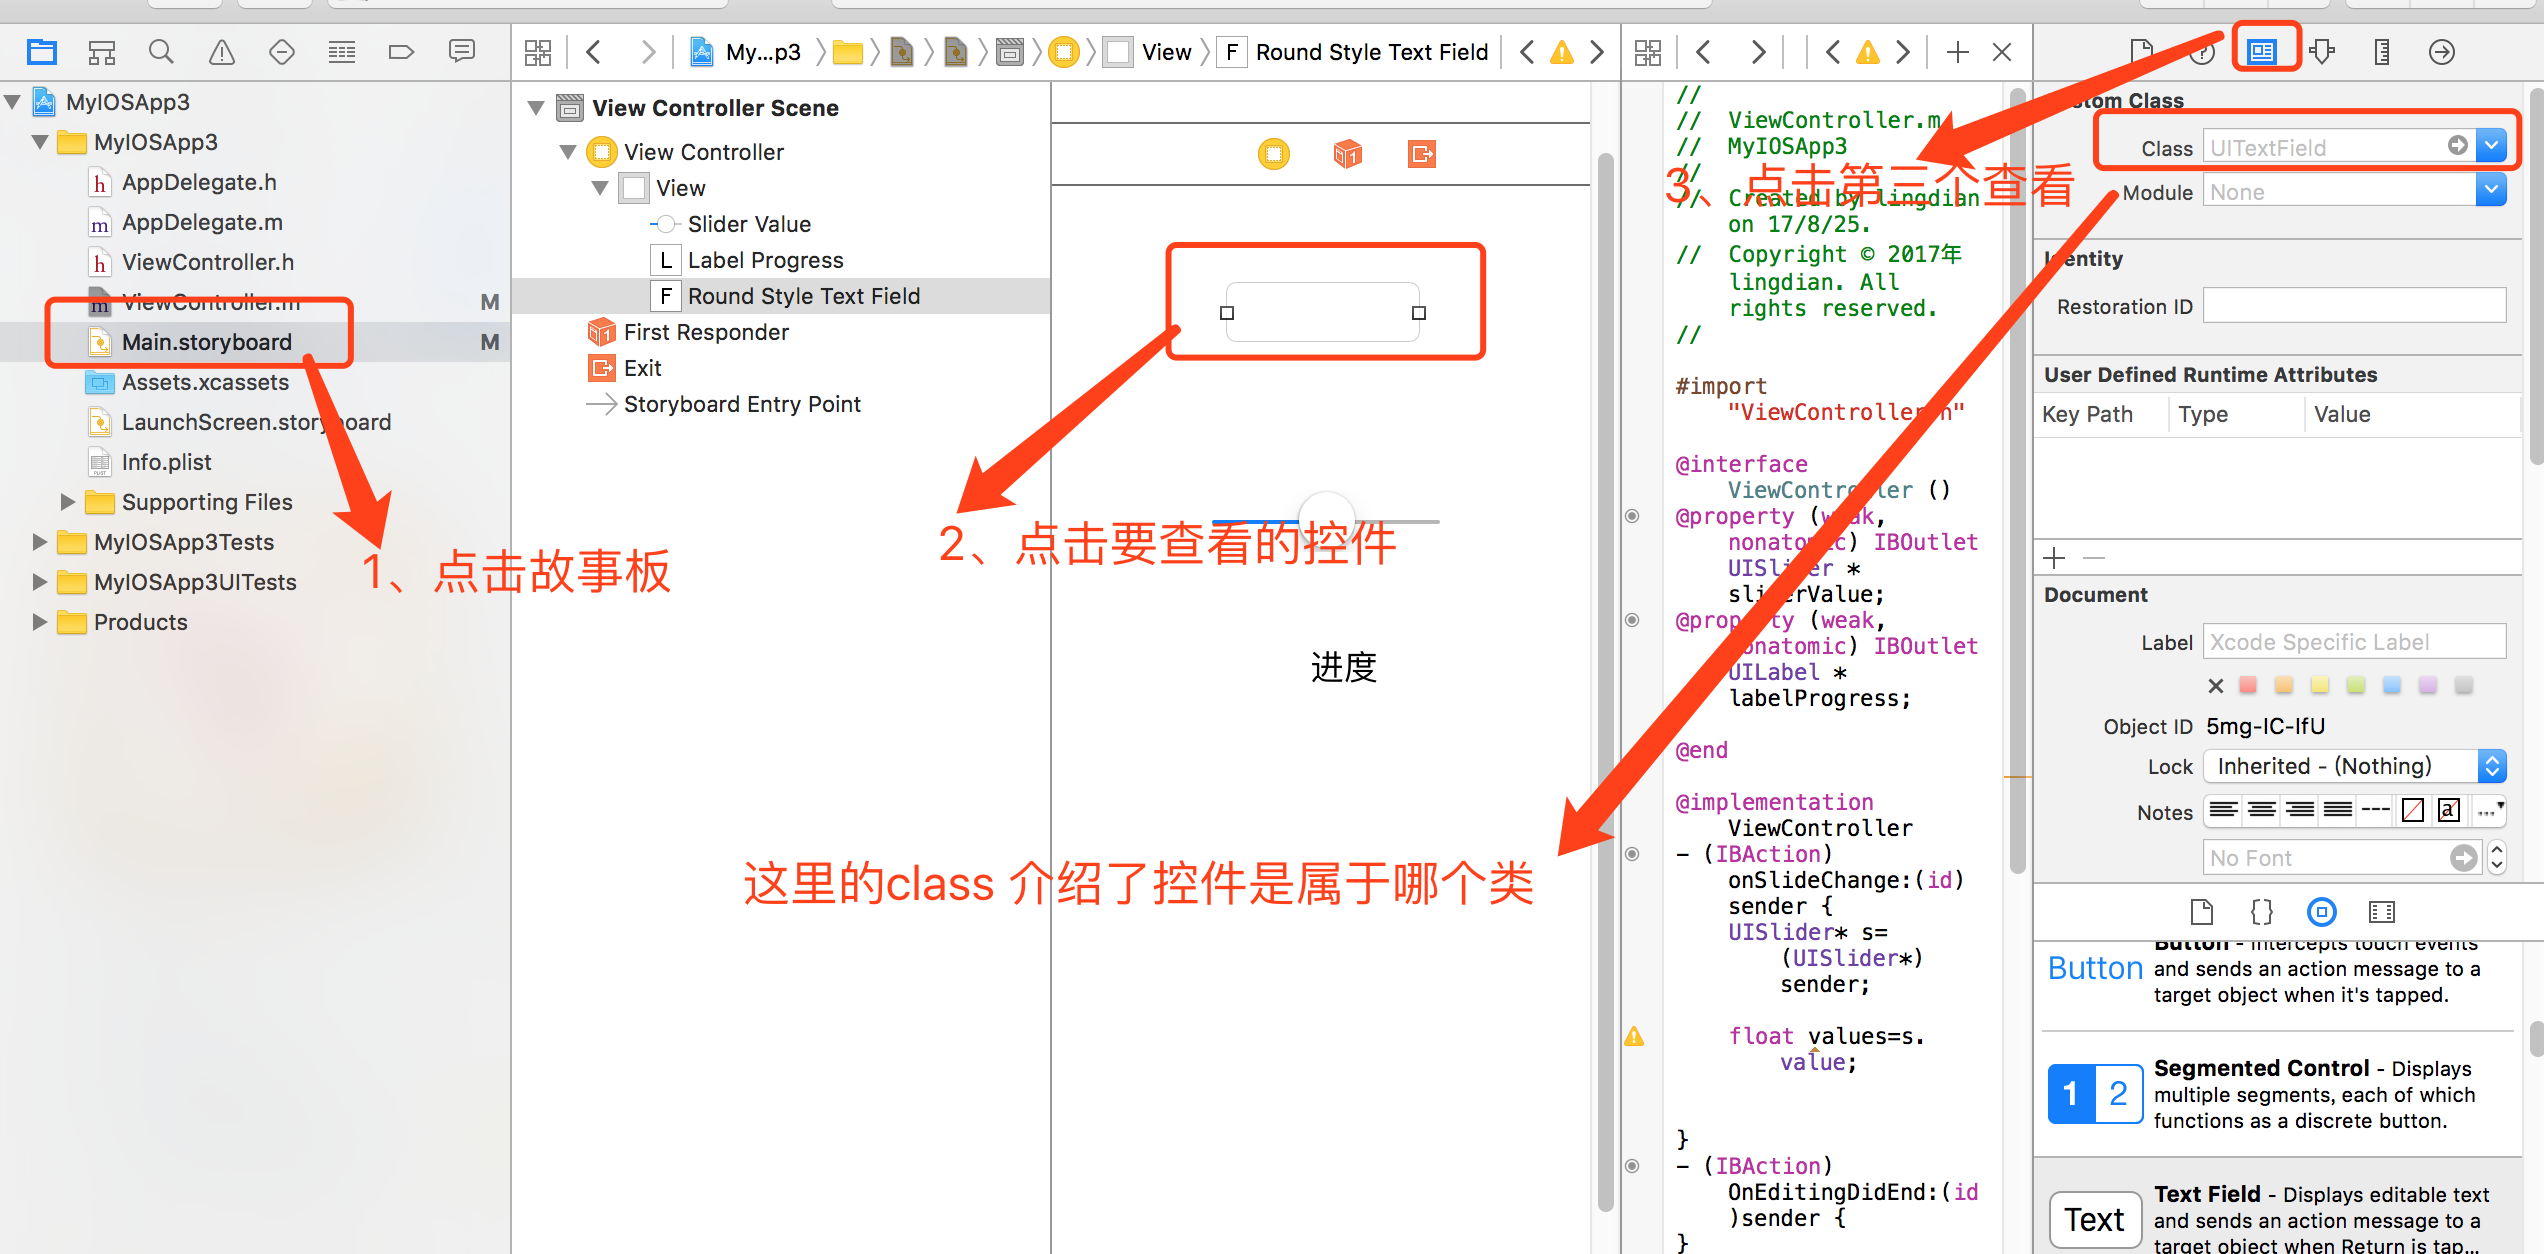 My...p3
View
Round Style Text Field
MyIOSApp3
MyIOSApp3
AppDelegate.h
AppDelegate.m
ViewController.h
ViewController.m
M
Main.storyboard
M
Assets.xcassets
LaunchScreen.storyboard
Info.plist
Supporting Files
MyIOSApp3Tests
MyIOSApp3UITests
Products
1、点击故事板
View Controller Scene
View Controller
View
Slider Value
L Label Progress
F Round Style Text Field
First Responder
Exit
Storyboard Entry Point
2、点击要查看的控件
进度
这里的class 介绍了控件是属于哪个类
//
// ViewController.m
// MyIOSApp3
//
// Created by lingdian
on 17/8/25.
// Copyright © 2017年
lingdian. All
rights reserved.
//
#import
"ViewController.h"
@interface
ViewController ()
@property (weak,
nonatomic) IBOutlet
UISlider *
sliderValue;
@property (weak,
nonatomic) IBOutlet
UILabel *
labelProgress;
@end
@implementation
ViewController
- (IBAction)
onSlideChange:(id)
sender {
UISlider* s=
(UISlider*)
sender;
float values=s.
value;
}
- (IBAction)
OnEditingDidEnd:(id
)sender {
}
3、点击第三个查看
Custom Class
Class UITextField
Module None
Identity
Restoration ID
User Defined Runtime Attributes
Key Path Type Value
Document
Label Xcode Specific Label
Object ID 5mg-IC-IfU
Lock Inherited - (Nothing)
Notes
No Font
Button
Button - Intercepts touch events
and sends an action message to a
target object when it's tapped.
1 2
Segmented Control - Displays
multiple segments, each of which
functions as a discrete button.
Text
Text Field - Displays editable text
and sends an action message to a
target object when Return is tap...